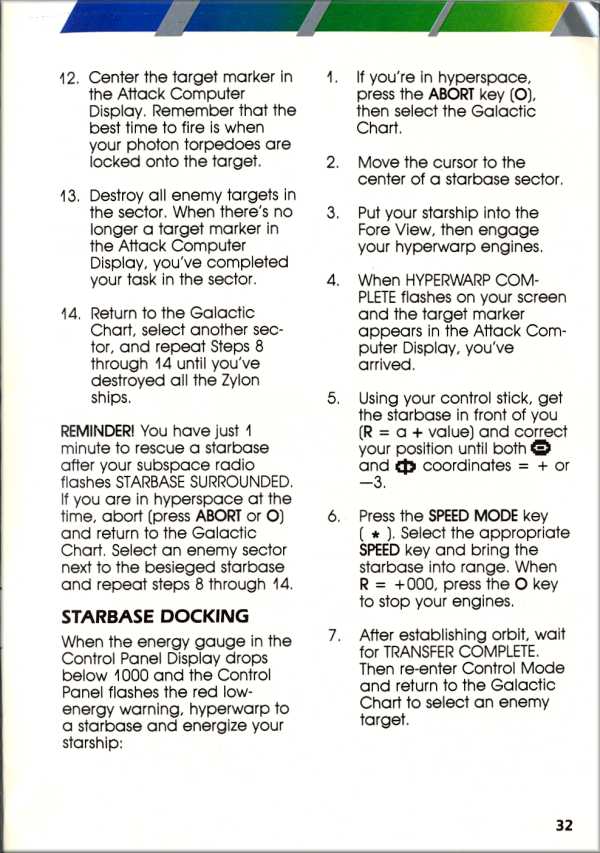 12. Center the target marker in
the Attack Computer
Display. Remember that the
best time to fire is when
your photon torpedoes are
locked onto the target.
13. Destroy all enemy targets in
the sector. When there's no
longer a target marker in
the Attack Computer
Display, you've completed
your task in the sector.
14. Return to the Galactic
Chart, select another sec-
tor, and repeat Steps 8
through 14 until you've
destroyed all the Zylon
ships.
REMINDER! You have just 1
minute to rescue a starbase
after your subspace radio
flashes STARBASE SURROUNDED.
If you are in hyperspace at the
time, abort (press ABORT or O)
and return to the Galactic
Chart. Select an enemy sector
next to the besieged starbase
and repeat steps 8 through 14.
STARBASE DOCKING
When the energy gauge in the
Control Panel Display drops
below 1000 and the Control
Panel flashes the red low-
energy warning, hyperwarp to
a starbase and energize your
starship:
1. If you're in hyperspace,
press the ABORT key (O),
then select the Galactic
Chart.
2. Move the cursor to the
center of a starbase sector.
3. Put your starship into the
Fore View, then engage
your hyperwarp engines.
4. When HYPERWARP COM-
PLETE flashes on your screen
and the target marker
appears in the Attack Com-
puter Display, you've
arrived.
5. Using your control stick, get
the starbase in front of you
(R = a + value) and correct
your position until both
and coordinates = + or
—3.
6. Press the SPEED MODE key
( * ). Select the appropriate
SPEED key and bring the
starbase into range. When
R = +000, press the O key
to stop your engines.
7. After establishing orbit, wait
for TRANSFER COMPLETE.
Then re-enter Control Mode
and return to the Galactic
Chart to select an enemy
target.
32